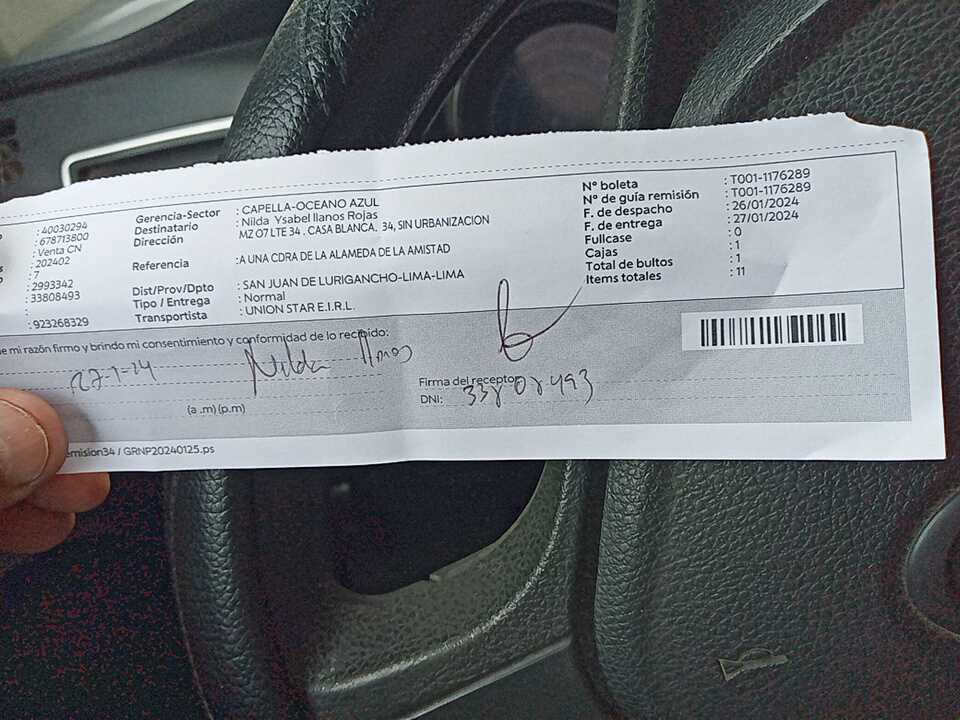 : 40030294
: 678713800
: Venta CN
: 202402
: 7
: 2993342
: 33808493
:
: 923268329
Gerencia-Sector : CAPELLA-OCEANO AZUL
Destinatario : Nilda Ysabel llanos Rojas
Dirección MZ O7 LTE 34 . CASA BLANCA. 34, SIN URBANIZACION
Referencia : A UNA CDRA DE LA ALAMEDA DE LA AMISTAD
Dist/Prov/Dpto : SAN JUAN DE LURIGANCHO-LIMA-LIMA
Tipo / Entrega : Normal
Transportista : UNION STAR E.I.R.L.
N° boleta : T001-1176289
N° de guía remisión : T001-1176289
F. de despacho : 26/01/2024
F. de entrega : 27/01/2024
Fullcase : 0
Cajas : 1
Total de bultos : 1
Items totales : 11
e mi razón firmo y brindo mi consentimiento y conformidad de lo recibido:
27-1-24 Nilda llanos
(a .m) (p.m)
Firma del receptor
DNI: 33808493
emision34 / GRNP20240125.ps